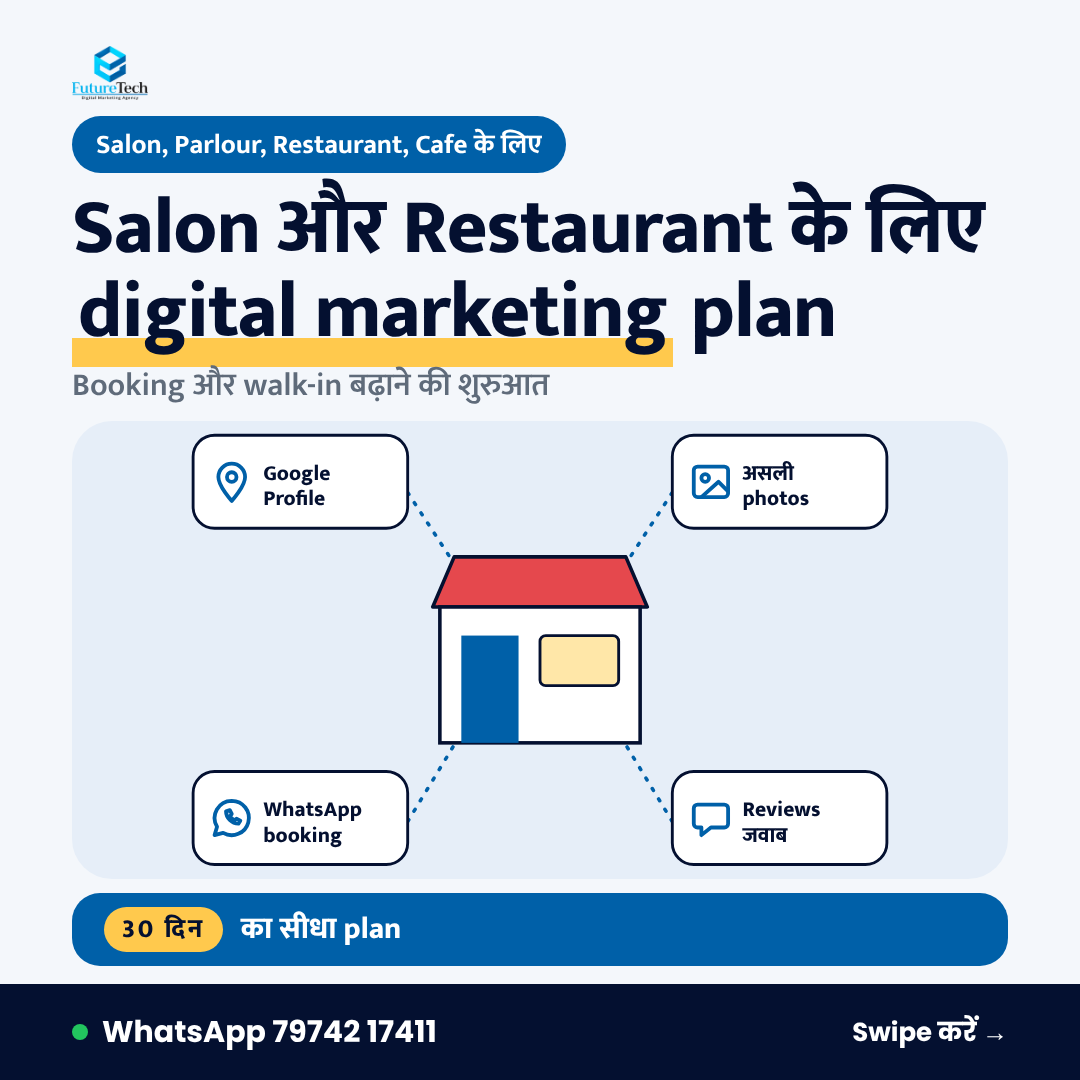 FutureTech
Digital Marketing Agency
Salon, Parlour, Restaurant, Cafe के लिए
Salon और Restaurant के लिए
digital marketing plan
Booking और walk-in बढ़ाने की शुरुआत
Google
Profile
असली
photos
WhatsApp
booking
Reviews
जवाब
30 दिन का सीधा plan
WhatsApp 79742 17411
Swipe करें →